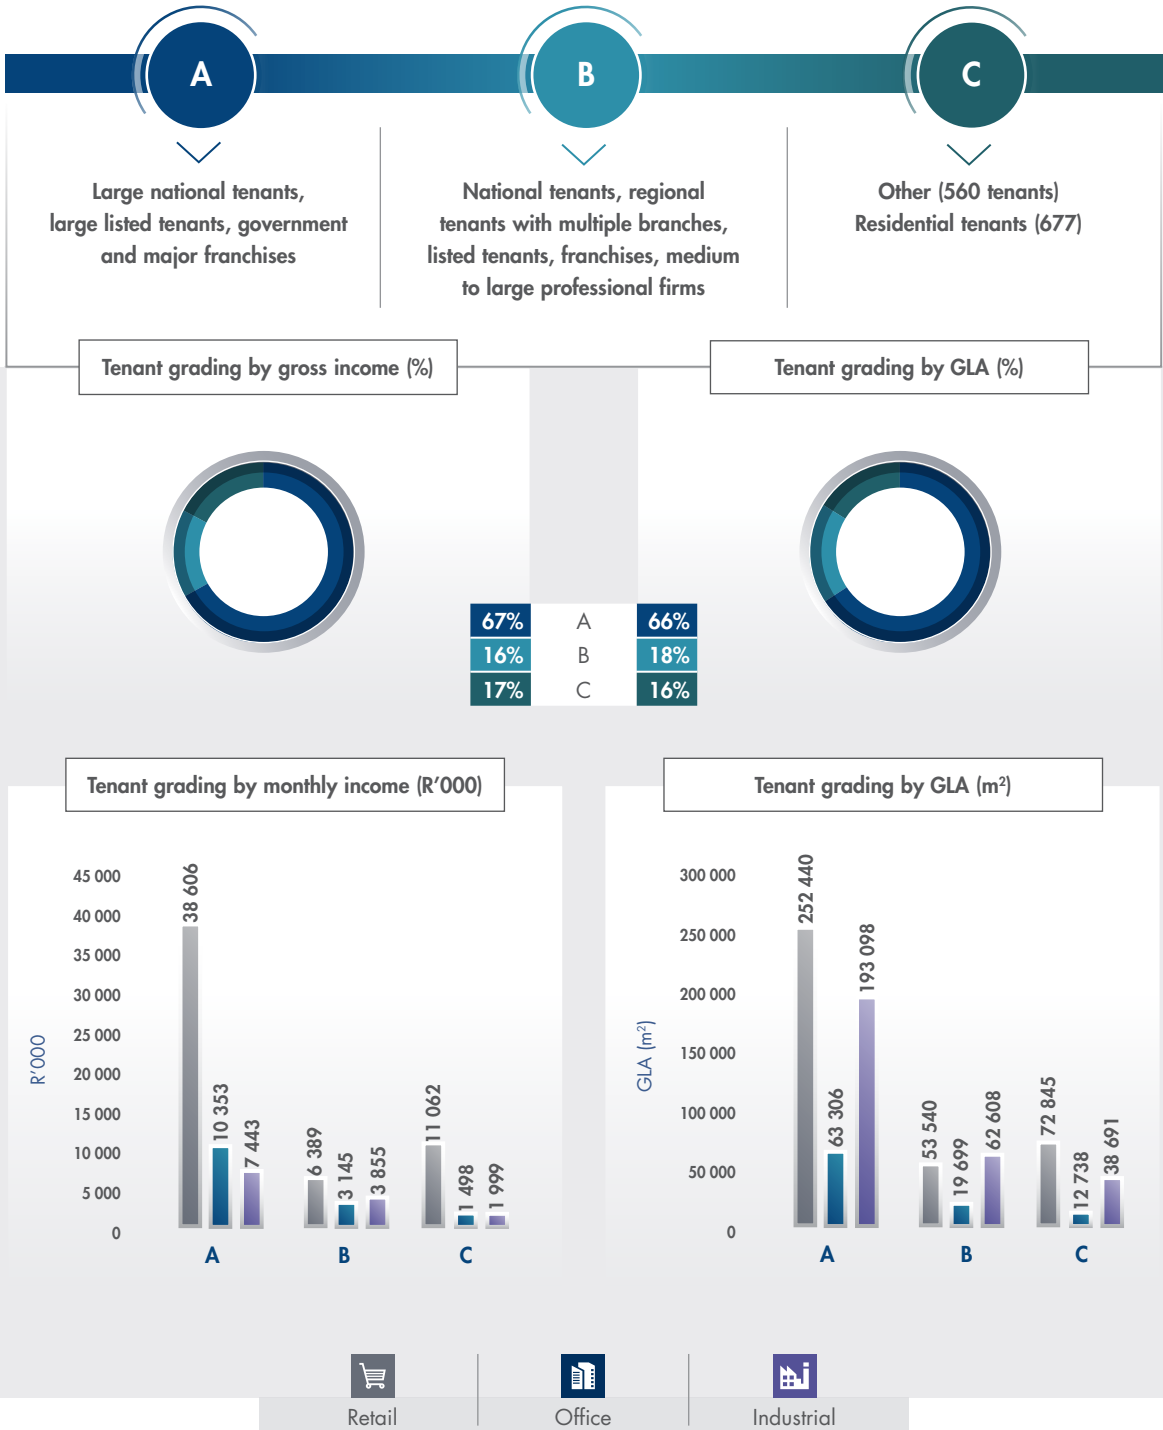 A
B
C
Large national tenants,
large listed tenants, government
and major franchises
National tenants, regional
tenants with multiple branches,
listed tenants, franchises, medium
to large professional firms
Other (560 tenants)
Residential tenants (677)
Tenant grading by gross income (%)
Tenant grading by GLA (%)
67% A 66%
16% B 18%
17% C 16%
Tenant grading by monthly income (R’000)
R’000
45 000
40 000
35 000
30 000
25 000
20 000
15 000
10 000
5 000
0
38 606
10 353
7 443
6 389
3 145
3 855
11 062
1 498
1 999
A
B
C
Tenant grading by GLA (m²)
GLA (m²)
300 000
250 000
200 000
150 000
100 000
50 000
0
252 440
63 306
193 098
53 540
19 699
62 608
72 845
12 738
38 691
A
B
C
Retail
Office
Industrial